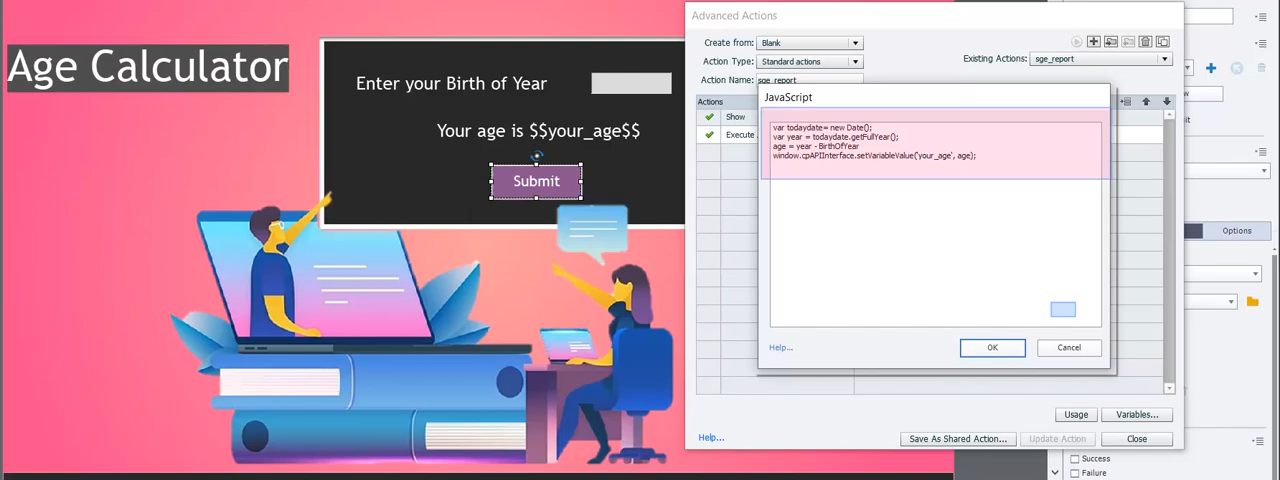 Age Calculator
Enter your Birth of Year
Your age is $$your_age$$
Submit
Advanced Actions
Create from: Blank
Action Type: Standard actions
Existing Actions: sge_report
Action Name: sge_report
Actions
Show
Execute
JavaScript
var todaydate= new Date();
var year = todaydate.getFullYear();
age = year - BirthOfYear
window.cpAPIInterface.setVariableValue('your_age', age);
Help...
OK
Cancel
Usage
Variables...
Help...
Save As Shared Action...
Update Action
Close
Options
Success
Failure